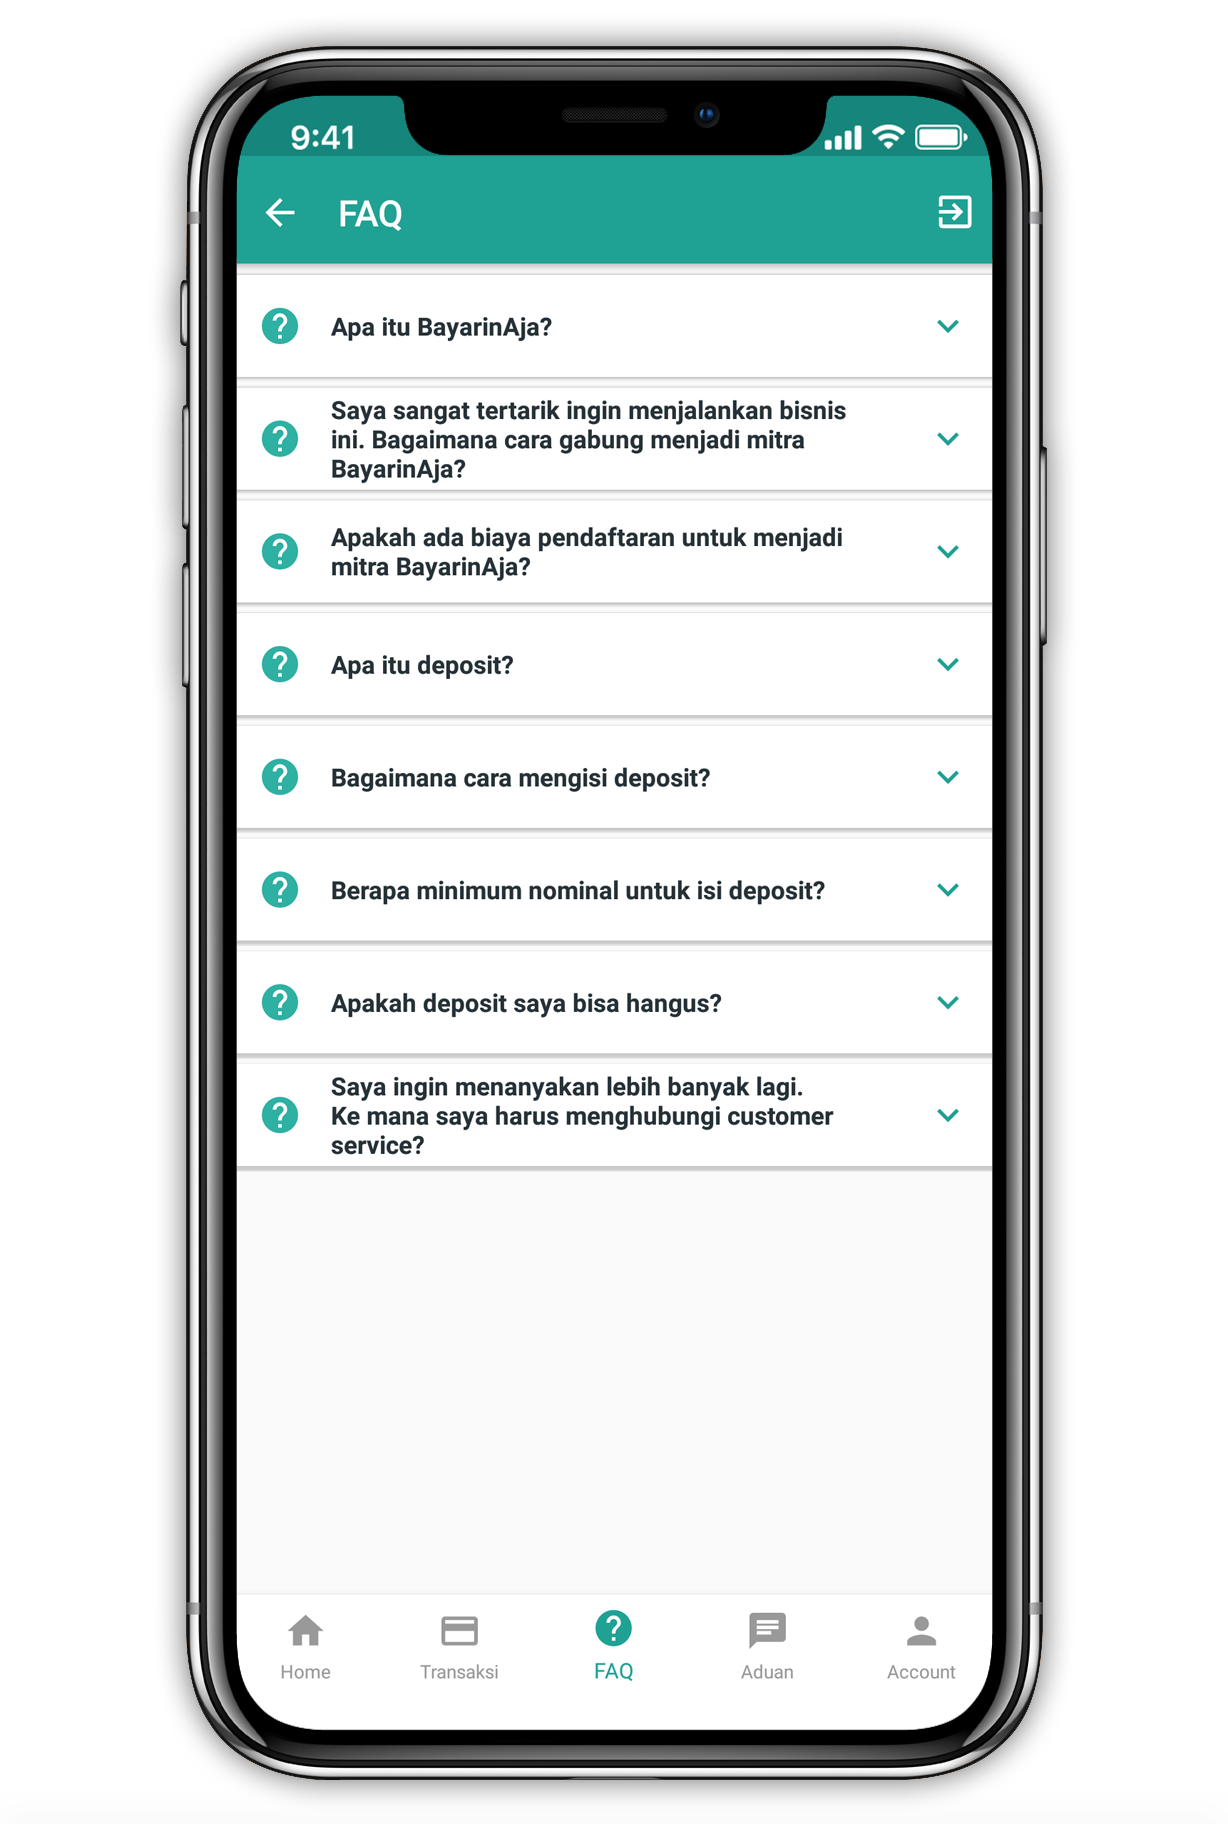 9:41
FAQ
Apa itu BayarinAja?
Saya sangat tertarik ingin menjalankan bisnis
ini. Bagaimana cara gabung menjadi mitra
BayarinAja?
Apakah ada biaya pendaftaran untuk menjadi
mitra BayarinAja?
Apa itu deposit?
Bagaimana cara mengisi deposit?
Berapa minimum nominal untuk isi deposit?
Apakah deposit saya bisa hangus?
Saya ingin menanyakan lebih banyak lagi.
Ke mana saya harus menghubungi customer
service?
Home
Transaksi
FAQ
Aduan
Account